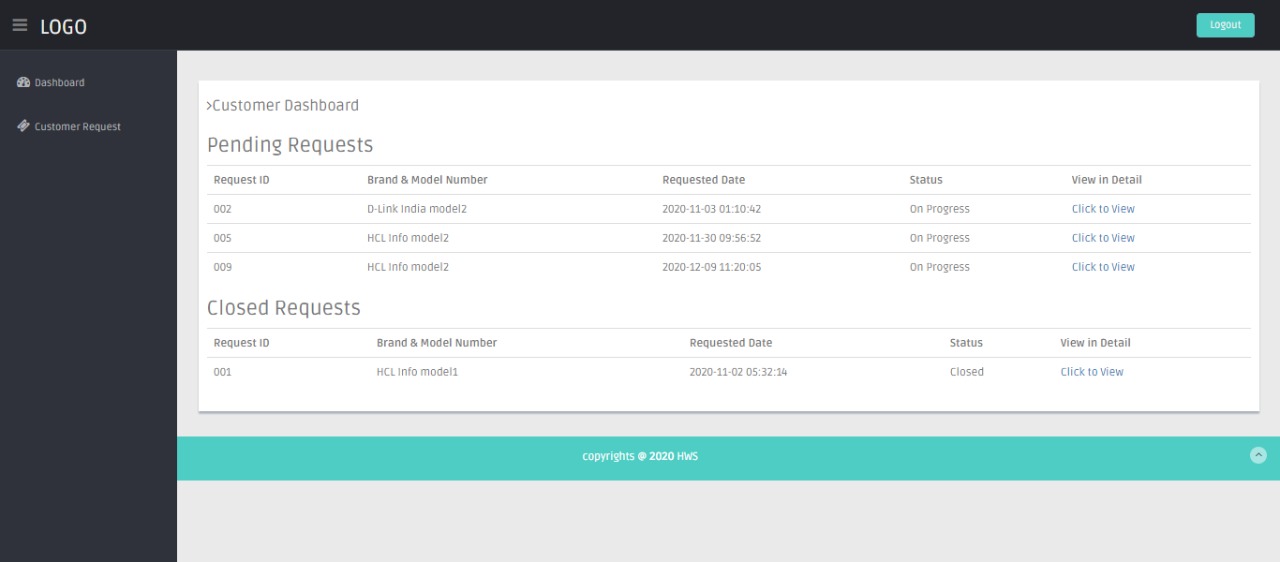 LOGO Logout
Dashboard
Customer Request
>Customer Dashboard
Pending Requests
Request ID Brand & Model Number Requested Date Status View in Detail
002 D-Link India model2 2020-11-03 01:10:42 On Progress Click to View
005 HCL Info model2 2020-11-30 09:56:52 On Progress Click to View
009 HCL Info model2 2020-12-09 11:20:05 On Progress Click to View
Closed Requests
Request ID Brand & Model Number Requested Date Status View in Detail
001 HCL Info model1 2020-11-02 05:32:14 Closed Click to View
copyrights @ 2020 HWS